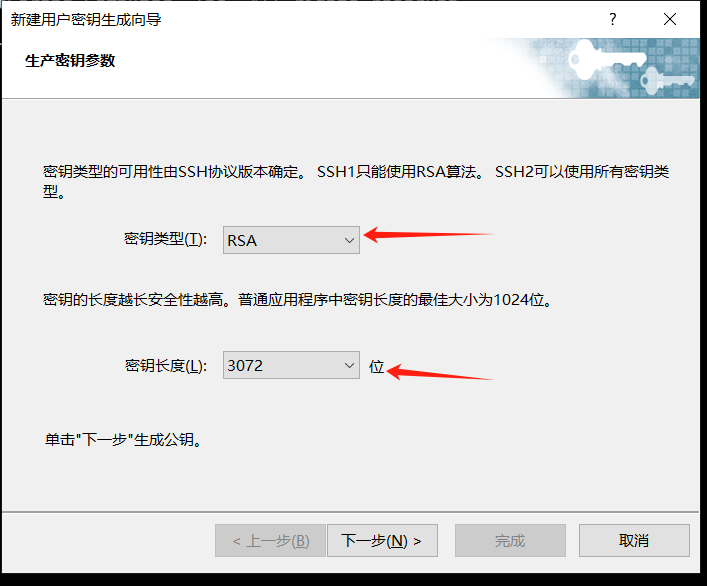 新建用户密钥生成向导
?
生产密钥参数
密钥类型的可用性由SSH协议版本确定。 SSH1只能使用RSA算法。 SSH2可以使用所有密钥类
型。
密钥类型(T): RSA
密钥的长度越长安全性越高。普通应用程序中密钥长度的最佳大小为1024位。
密钥长度(L): 3072 位
单击"下一步"生成公钥。
< 上一步(B) 下一步(N) > 完成 取消